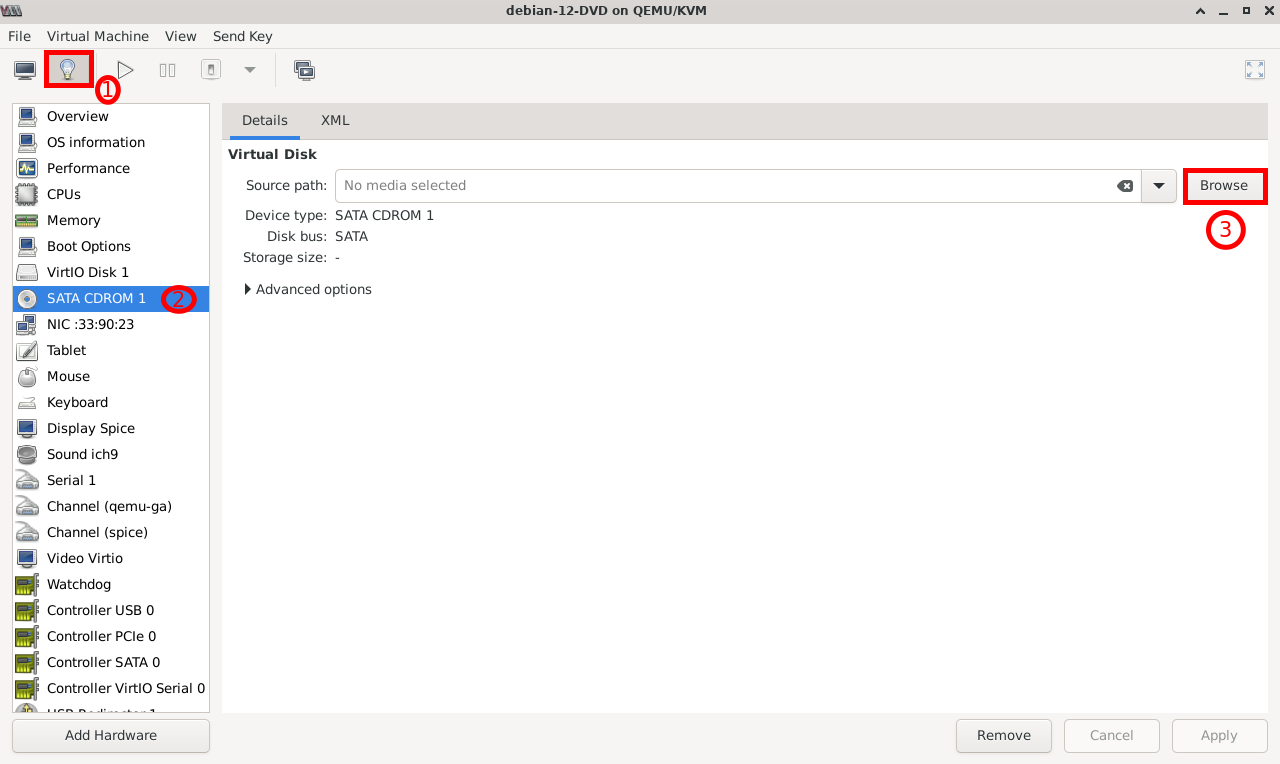 debian-12-DVD on QEMU/KVM
File Virtual Machine View Send Key
1
Overview
OS information
Performance
CPUs
Memory
Boot Options
VirtIO Disk 1
SATA CDROM 1 2
NIC :33:90:23
Tablet
Mouse
Keyboard
Display Spice
Sound ich9
Serial 1
Channel (qemu-ga)
Channel (spice)
Video Virtio
Watchdog
Controller USB 0
Controller PCIe 0
Controller SATA 0
Controller VirtIO Serial 0
USB Redirector 1
Add Hardware
Details XML
Virtual Disk
Source path: No media selected Browse
3
Device type: SATA CDROM 1
Disk bus: SATA
Storage size: -
Advanced options
Remove Cancel Apply